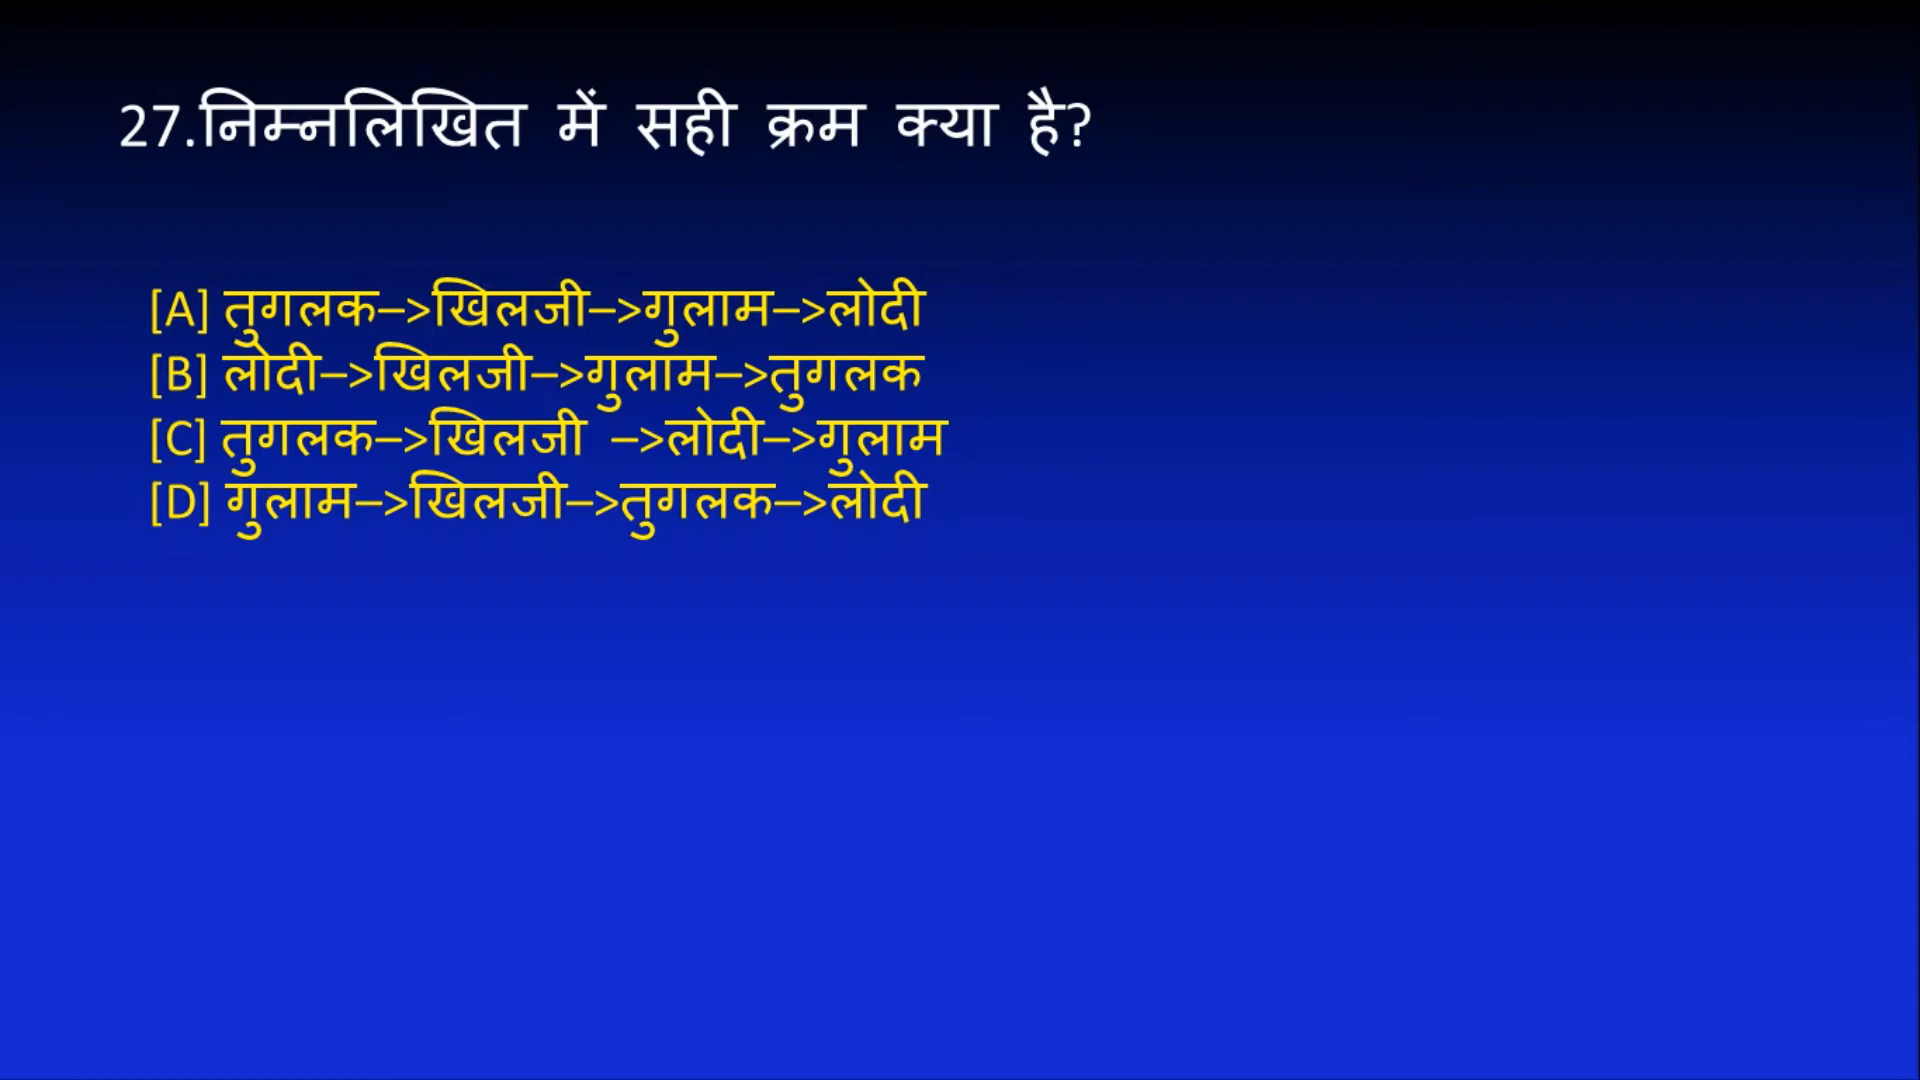 27.निम्नलिखित में सही क्रम क्या है?
[A] तुगलक–>खिलजी–>गुलाम–>लोदी
[B] लोदी–>खिलजी–>गुलाम–>तुगलक
[C] तुगलक–>खिलजी –>लोदी–>गुलाम
[D] गुलाम–>खिलजी–>तुगलक–>लोदी